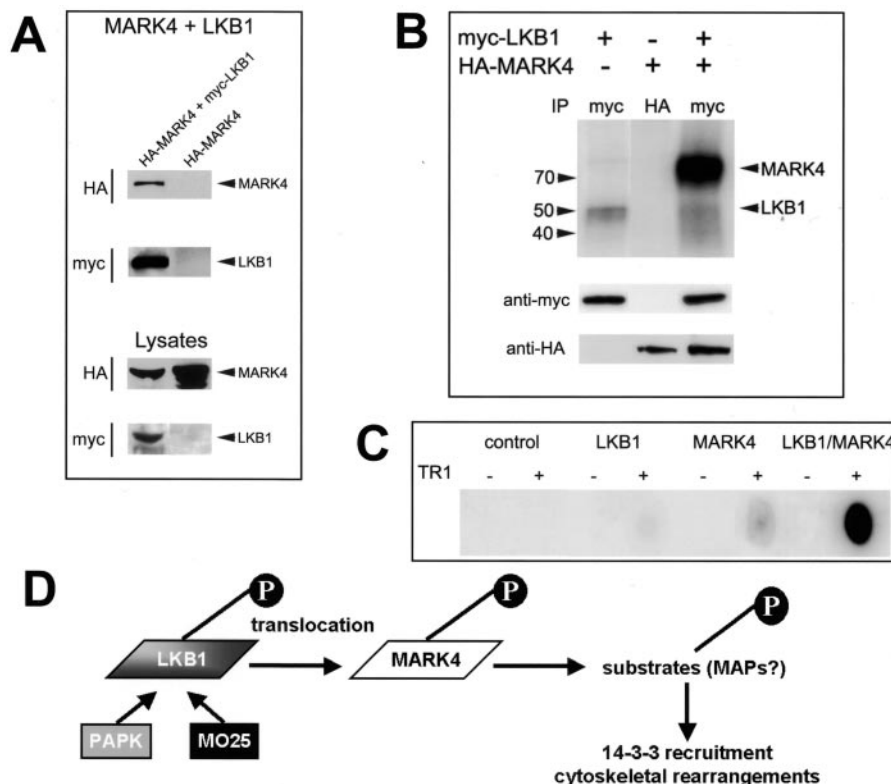 A
MARK4 + LKB1
HA-MARK4 + myc-LKB1
HA-MARK4
HA MARK4
myc LKB1
Lysates
HA MARK4
myc LKB1
B
myc-LKB1 + - +
HA-MARK4 - + +
IP myc HA myc
MARK4
70
50 LKB1
40
anti-myc
anti-HA
C
control LKB1 MARK4 LKB1/MARK4
TR1 - + - + - + - +
D
P P P
translocation
LKB1 MARK4 substrates (MAPs?)
PAPK MO25
14-3-3 recruitment
cytoskeletal rearrangements